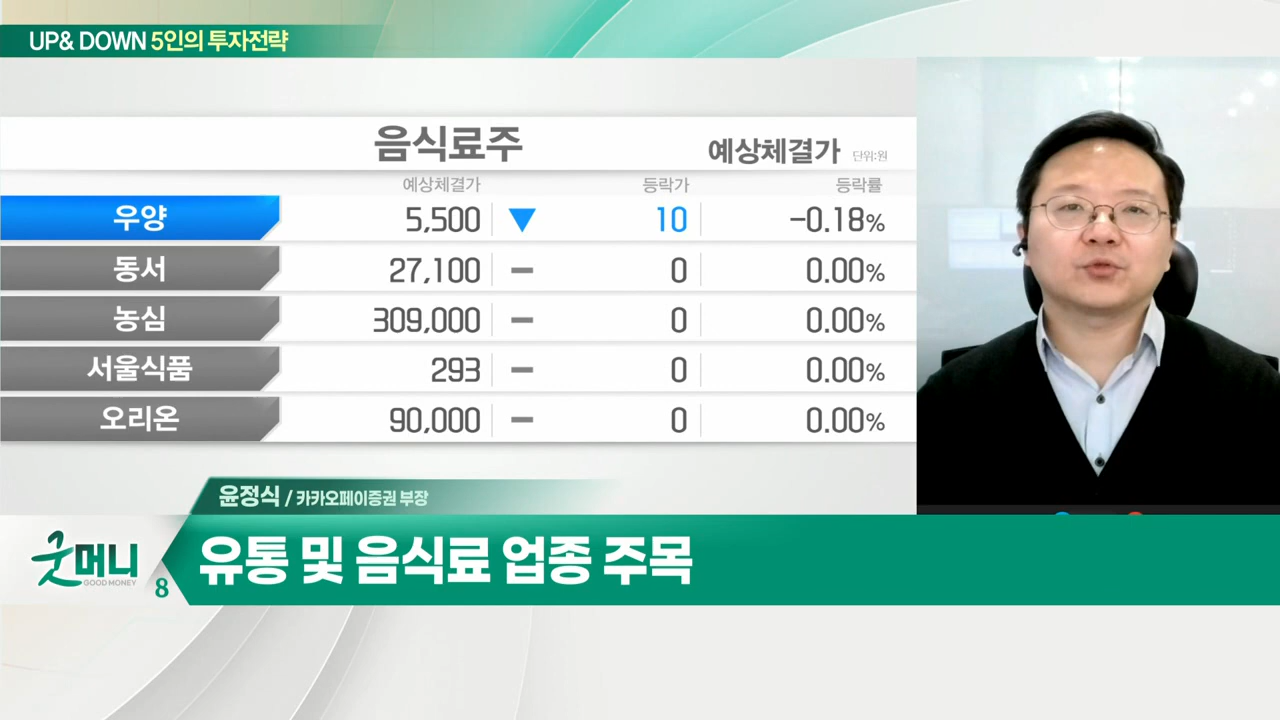 UP& DOWN 5인의 투자전략
음식료주 예상체결가 단위:원
예상체결가 등락가 등락률
우양 5,500 ▼ 10 -0.18%
동서 27,100 - 0 0.00%
농심 309,000 - 0 0.00%
서울식품 293 - 0 0.00%
오리온 90,000 - 0 0.00%
윤정식 / 카카오페이증권 부장
굿머니
GOOD MONEY
8
유통 및 음식료 업종 주목